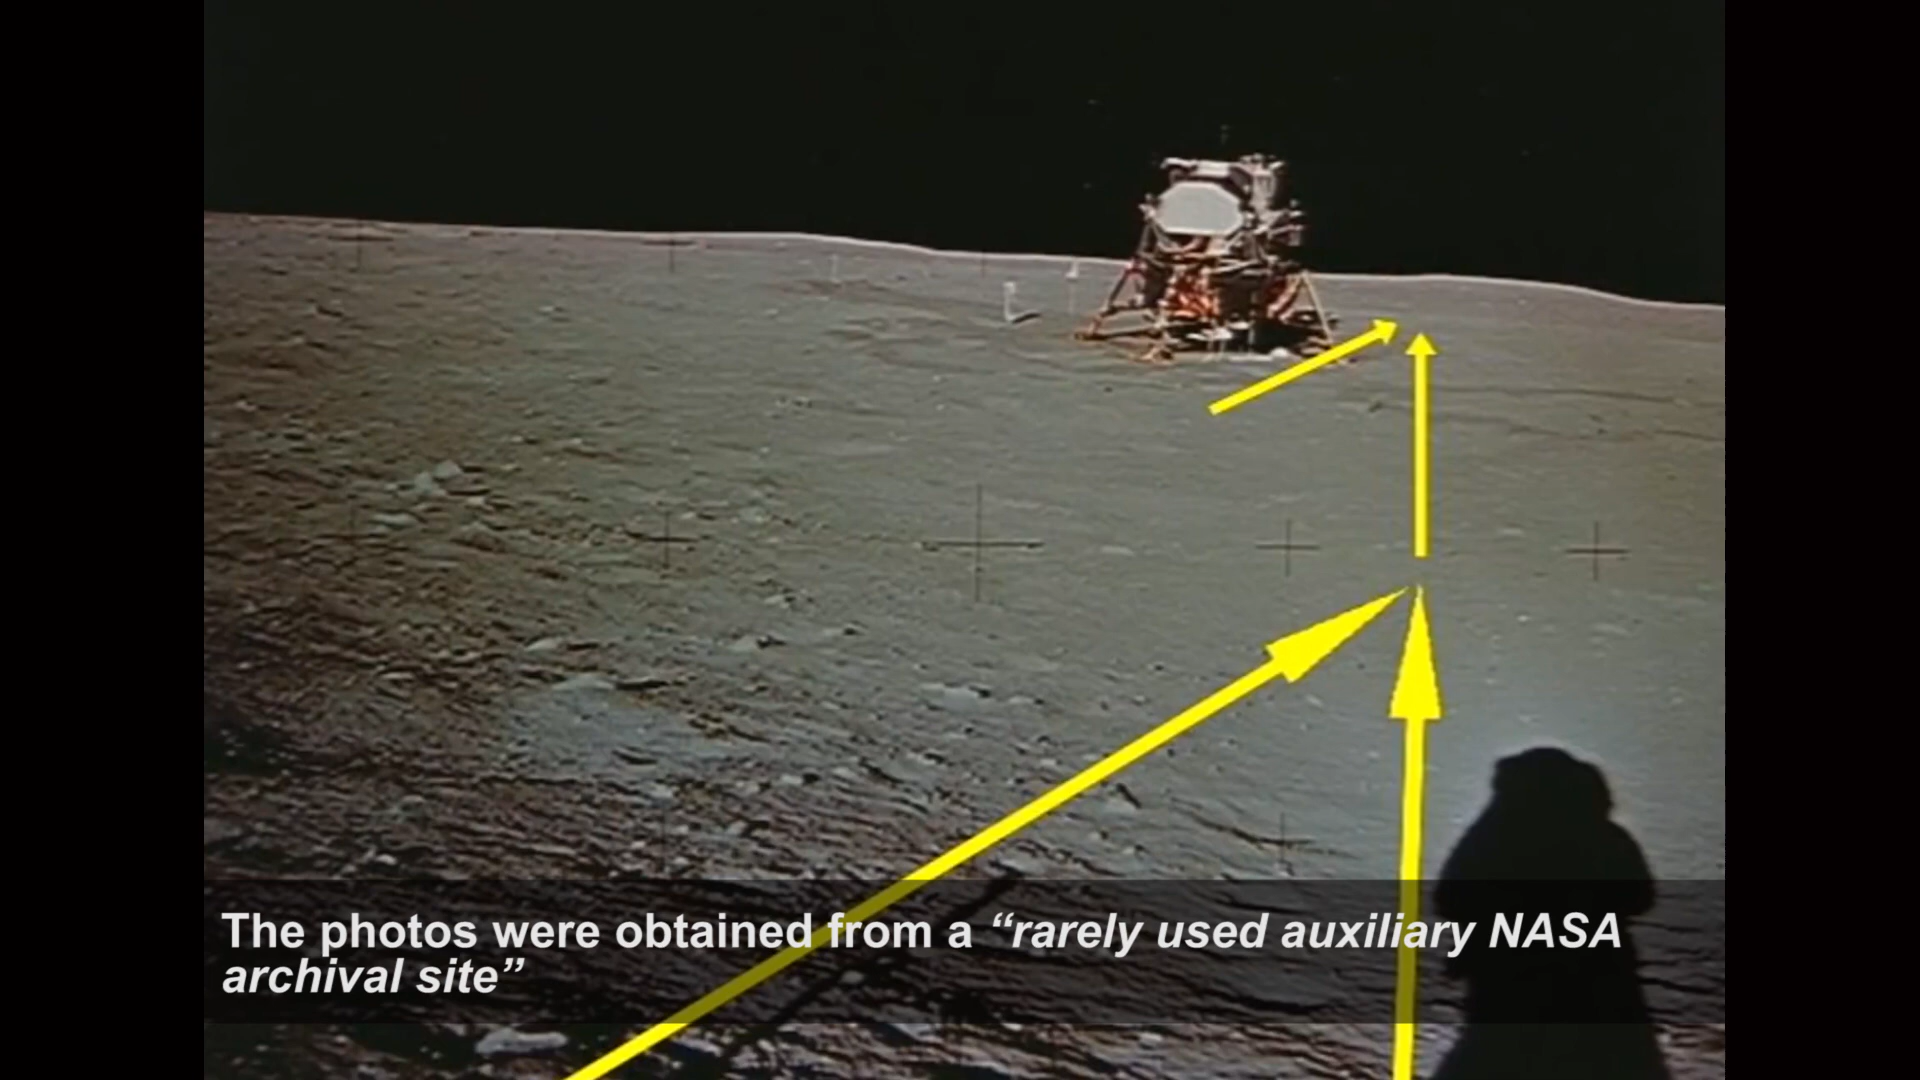 The photos were obtained from a “rarely used auxiliary NASA
archival site”